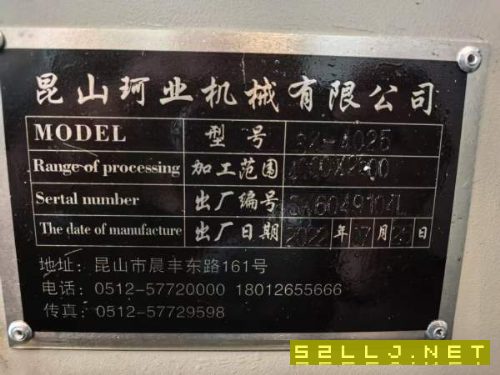 昆山珂业机械有限公司
MODEL 型号
Range of processing 加工范围
Serial number 出厂编号
The date of manufacture 出厂日期 2022 年 07 月 日
地址: 昆山市晨丰东路161号
电话: 0512-57720000 18012655666
传真: 0512-57729598
52LLJ.NET